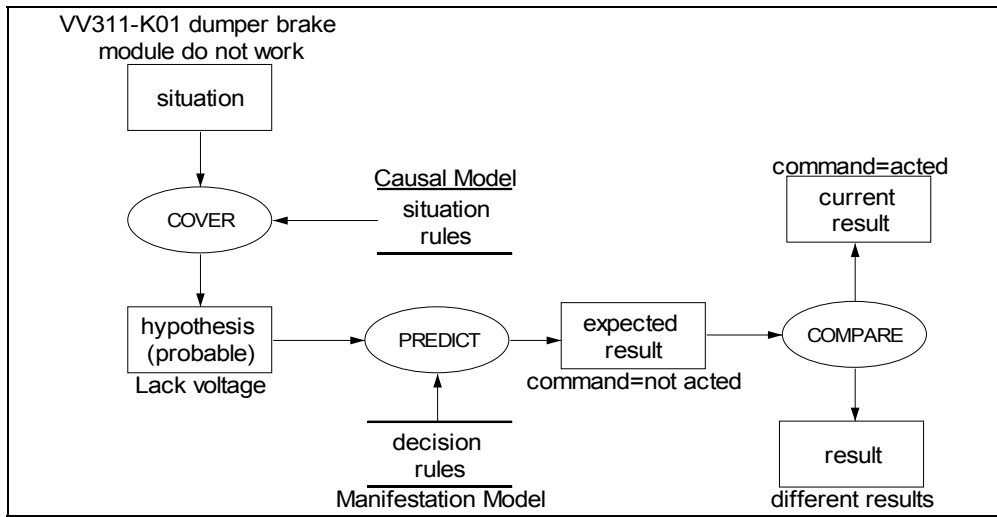 VV311-K01 dumper brake
module do not work
situation
COVER
Causal Model
situation
rules
hypothesis
(probable)
Lack voltage
PREDICT
decision
rules
Manifestation Model
expected
result
command=not acted
command=acted
current
result
COMPARE
result
different results